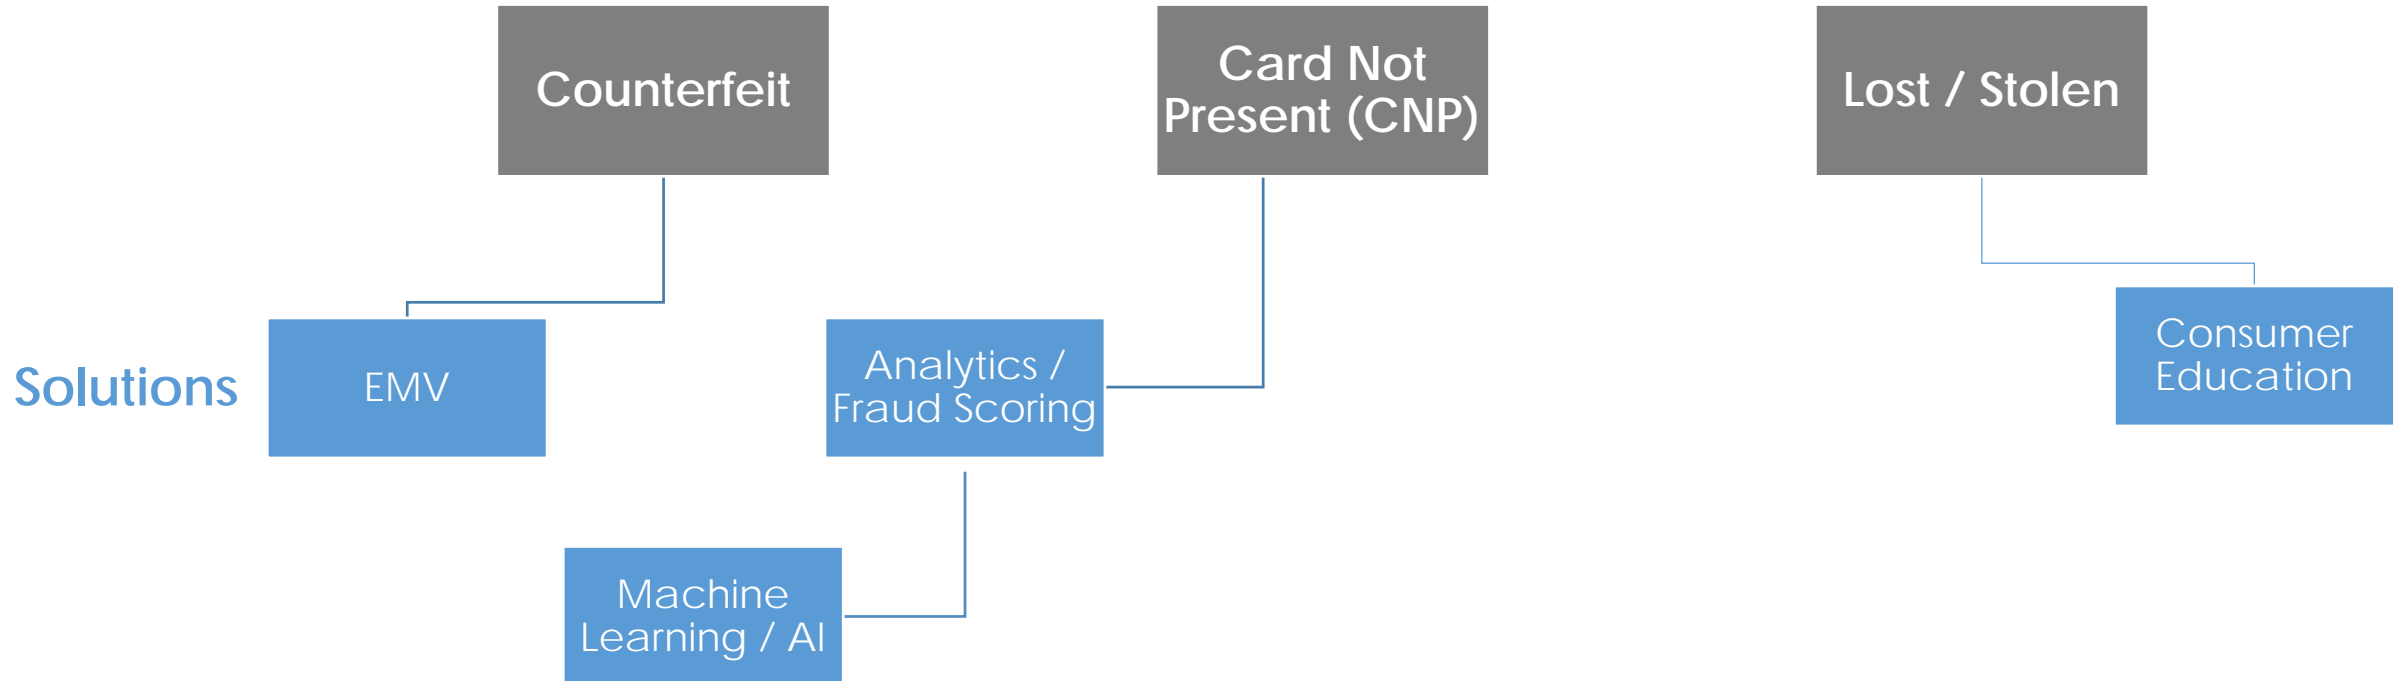 Counterfeit
Card Not
Present (CNP)
Lost / Stolen
Solutions
EMV
Analytics /
Fraud Scoring
Consumer
Education
Machine
Learning / AI